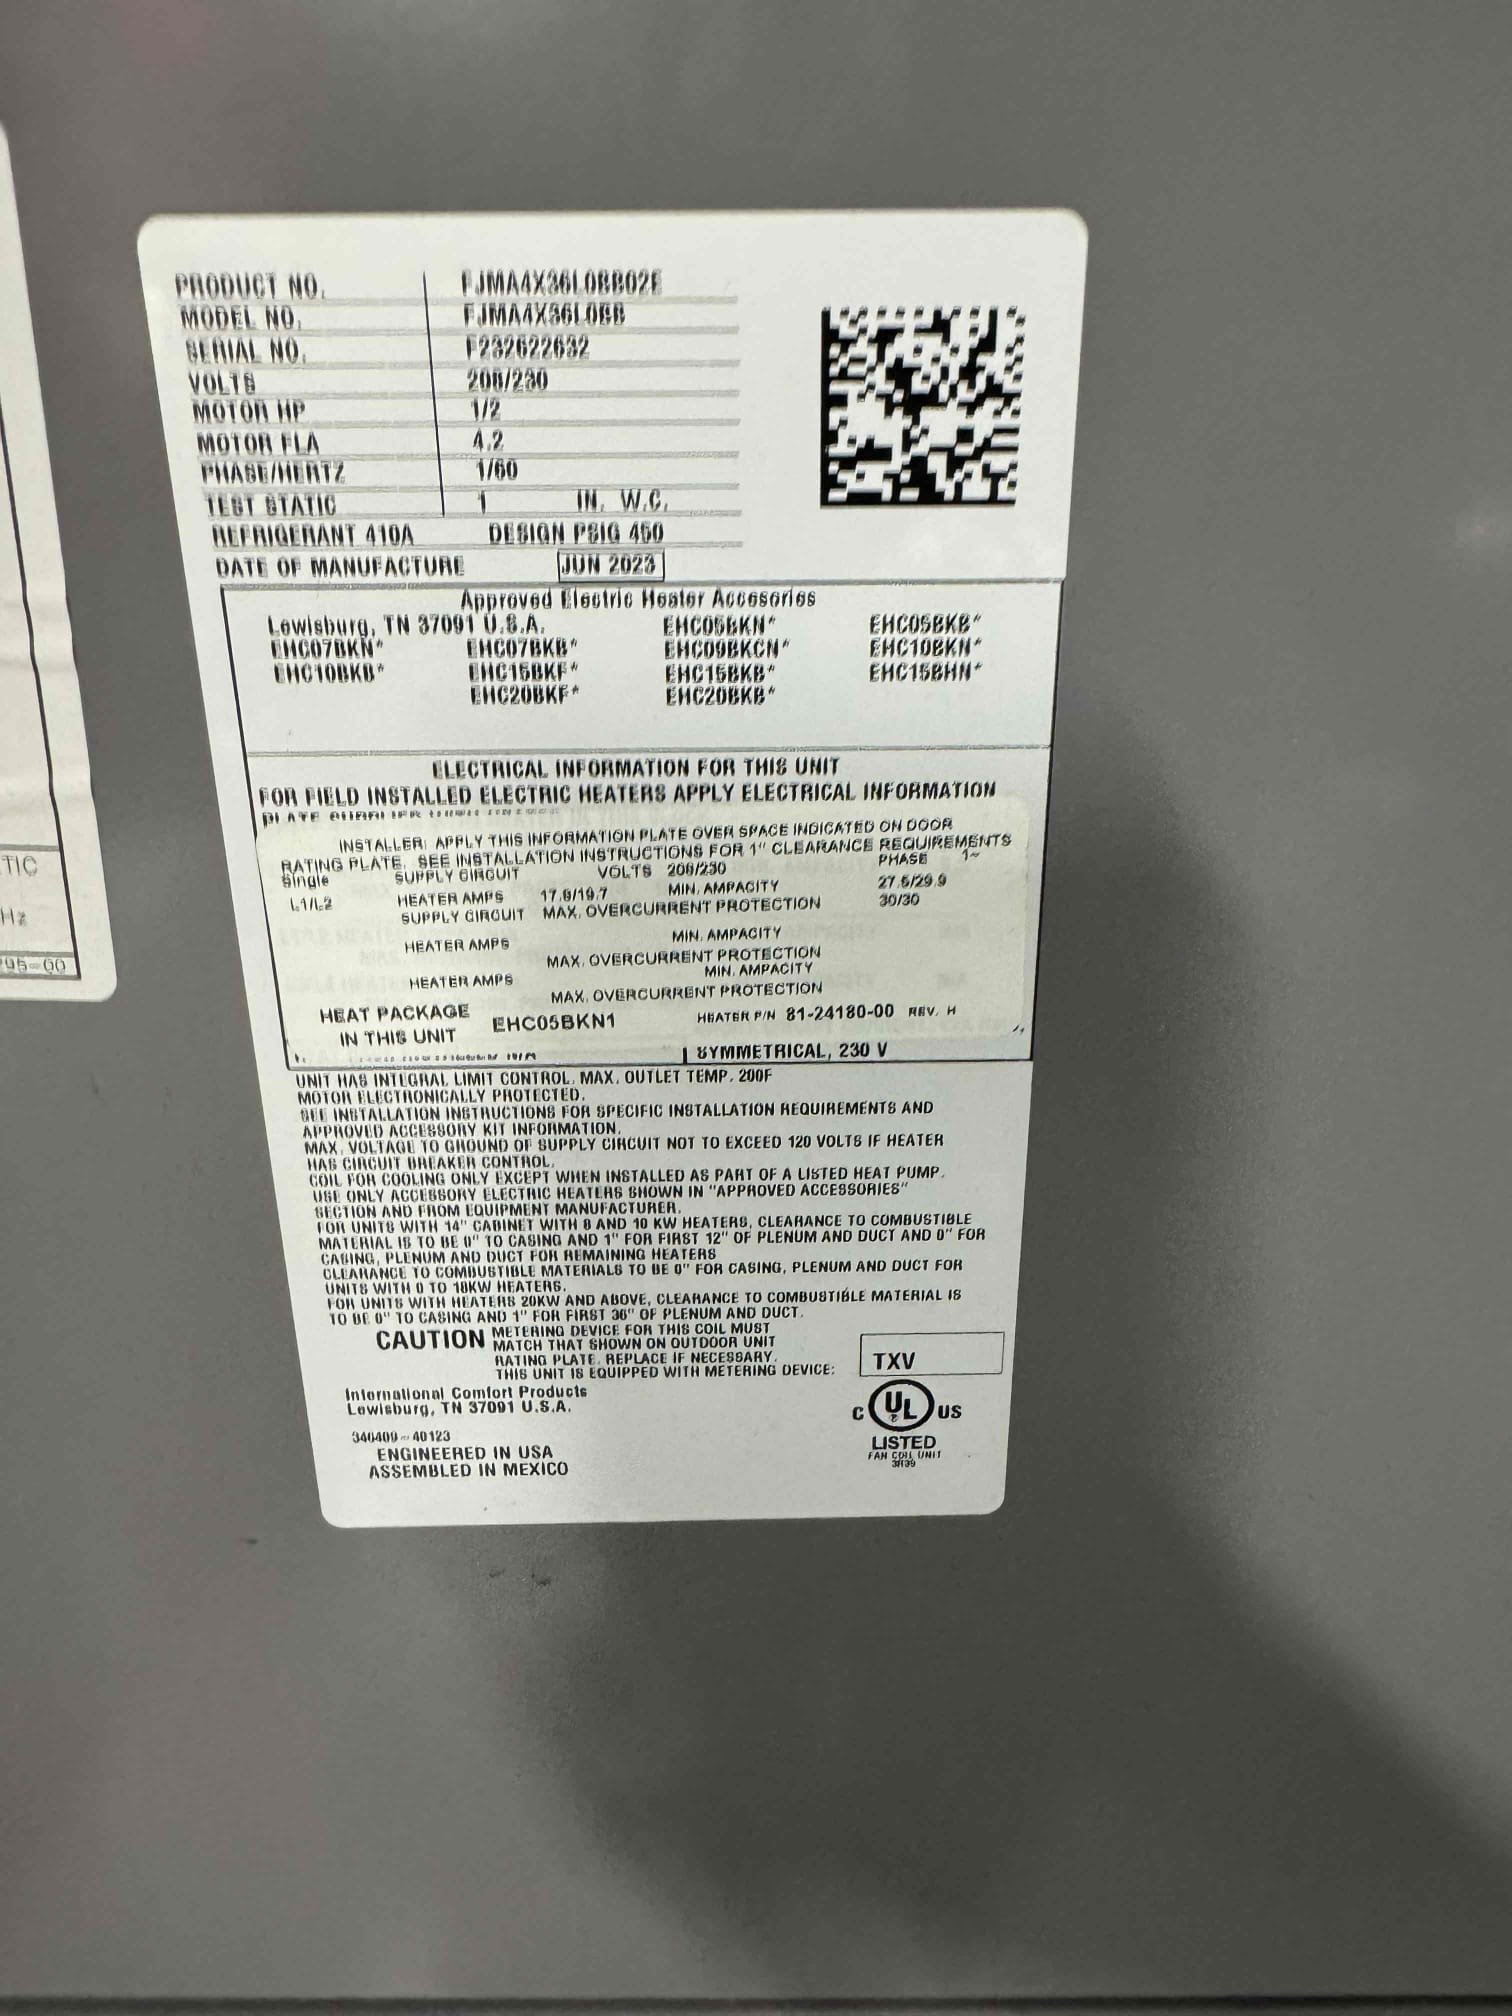 PRODUCT NO. FJMA4X36L0BB02E
MODEL NO. FJMA4X36L0BB
SERIAL NO. F232622632
VOLTS 208/230
MOTOR HP 1/2
MOTOR FLA 4.2
PHASE/HERTZ 1/60
TEST STATIC 1 IN. W.C.
REFRIGERANT 410A DESIGN PSIG 450
DATE OF MANUFACTURE JUN 2023
Approved Electric Heater Accessories
Lewisburg, TN 37091 U.S.A. EHC05BKN* EHC05BKB*
EHC07BKN* EHC07BKB* EHC09BKCN* EHC10BKN*
EHC10BKB* EHC15BKF* EHC15BKB* EHC15BHN*
EHC20BKF* EHC20BKB*
ELECTRICAL INFORMATION FOR THIS UNIT
FOR FIELD INSTALLED ELECTRIC HEATERS APPLY ELECTRICAL INFORMATION
INSTALLER: APPLY THIS INFORMATION PLATE OVER SPACE INDICATED ON DOOR
RATING PLATE. SEE INSTALLATION INSTRUCTIONS FOR 1" CLEARANCE REQUIREMENTS
Single SUPPLY CIRCUIT VOLTS 208/230 PHASE 1~
L1/L2 HEATER AMPS 17.8/19.7 MIN. AMPACITY 27.5/29.9
SUPPLY CIRCUIT MAX. OVERCURRENT PROTECTION 30/30
HEATER AMPS MIN. AMPACITY
MAX. OVERCURRENT PROTECTION
HEATER AMPS MIN. AMPACITY
MAX. OVERCURRENT PROTECTION
HEAT PACKAGE
IN THIS UNIT EHC05BKN1 HEATER P/N 81-24180-00 REV. H
SYMMETRICAL, 230 V
UNIT HAS INTEGRAL LIMIT CONTROL. MAX. OUTLET TEMP. 200F
MOTOR ELECTRONICALLY PROTECTED.
SEE INSTALLATION INSTRUCTIONS FOR SPECIFIC INSTALLATION REQUIREMENTS AND
APPROVED ACCESSORY KIT INFORMATION.
MAX. VOLTAGE TO GROUND OF SUPPLY CIRCUIT NOT TO EXCEED 120 VOLTS IF HEATER
HAS CIRCUIT BREAKER CONTROL.
COIL FOR COOLING ONLY EXCEPT WHEN INSTALLED AS PART OF A LISTED HEAT PUMP.
USE ONLY ACCESSORY ELECTRIC HEATERS SHOWN IN "APPROVED ACCESSORIES"
SECTION AND FROM EQUIPMENT MANUFACTURER.
FOR UNITS WITH 14" CABINET WITH 8 AND 10 KW HEATERS, CLEARANCE TO COMBUSTIBLE
MATERIAL IS TO BE 0" TO CASING AND 1" FOR FIRST 12" OF PLENUM AND DUCT AND 0" FOR
CASING, PLENUM AND DUCT FOR REMAINING HEATERS
CLEARANCE TO COMBUSTIBLE MATERIALS TO BE 0" FOR CASING, PLENUM AND DUCT FOR
UNITS WITH 0 TO 18KW HEATERS.
FOR UNITS WITH HEATERS 20KW AND ABOVE, CLEARANCE TO COMBUSTIBLE MATERIAL IS
TO BE 0" TO CASING AND 1" FOR FIRST 36" OF PLENUM AND DUCT.
CAUTION METERING DEVICE FOR THIS COIL MUST
MATCH THAT SHOWN ON OUTDOOR UNIT
RATING PLATE. REPLACE IF NECESSARY.
THIS UNIT IS EQUIPPED WITH METERING DEVICE: TXV
International Comfort Products
Lewisburg, TN 37091 U.S.A.
340409-40123
ENGINEERED IN USA
ASSEMBLED IN MEXICO
C UL US
LISTED
FAN COIL UNIT
3R39
TIC
Hz
795-00